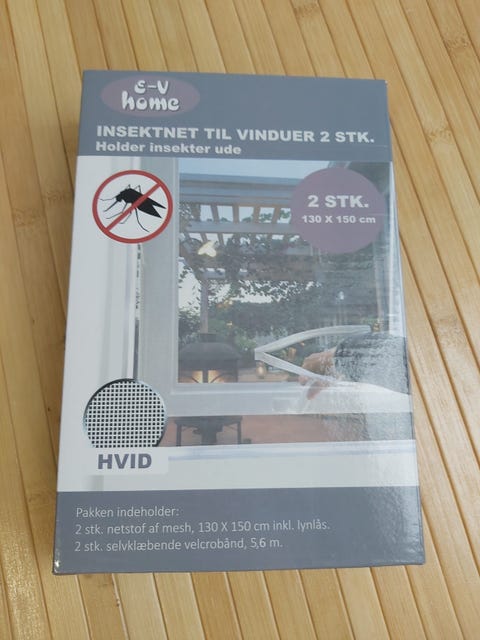 E-V
home
INSEKTNET TIL VINDUER 2 STK.
Holder insekter ude
2 STK.
130 X 150 cm
HVID
Pakken indeholder:
2 stk. netstof af mesh, 130 X 150 cm inkl. lynlås.
2 stk. selvklæbende velcrobånd, 5,6 m.